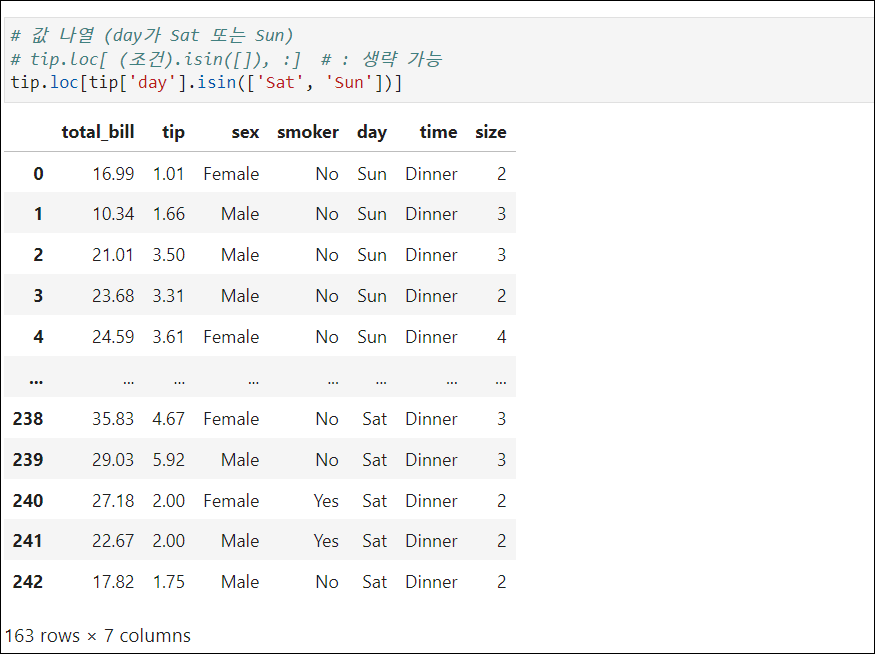 # 값 나열 (day가 Sat 또는 Sun)
# tip.loc[ (조건).isin([]), :]  # : 생략 가능
tip.loc[tip['day'].isin(['Sat', 'Sun'])]
total_bill tip sex smoker day time size
0 16.99 1.01 Female No Sun Dinner 2
1 10.34 1.66 Male No Sun Dinner 3
2 21.01 3.50 Male No Sun Dinner 3
3 23.68 3.31 Male No Sun Dinner 2
4 24.59 3.61 Female No Sun Dinner 4
... ... ... ... ... ... ... ...
238 35.83 4.67 Female No Sat Dinner 3
239 29.03 5.92 Male No Sat Dinner 3
240 27.18 2.00 Female Yes Sat Dinner 2
241 22.67 2.00 Male Yes Sat Dinner 2
242 17.82 1.75 Male No Sat Dinner 2
163 rows × 7 columns